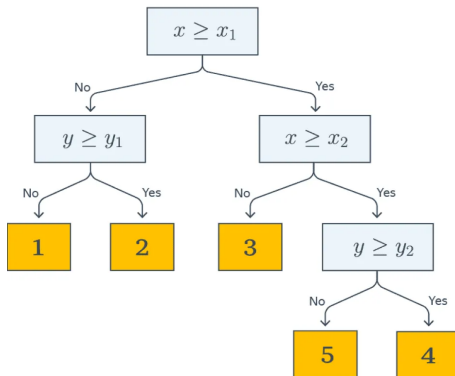 x ≥ x₁
No
Yes
y ≥ y₁
x ≥ x₂
No
Yes
No
Yes
1
2
3
y ≥ y₂
No
Yes
5
4